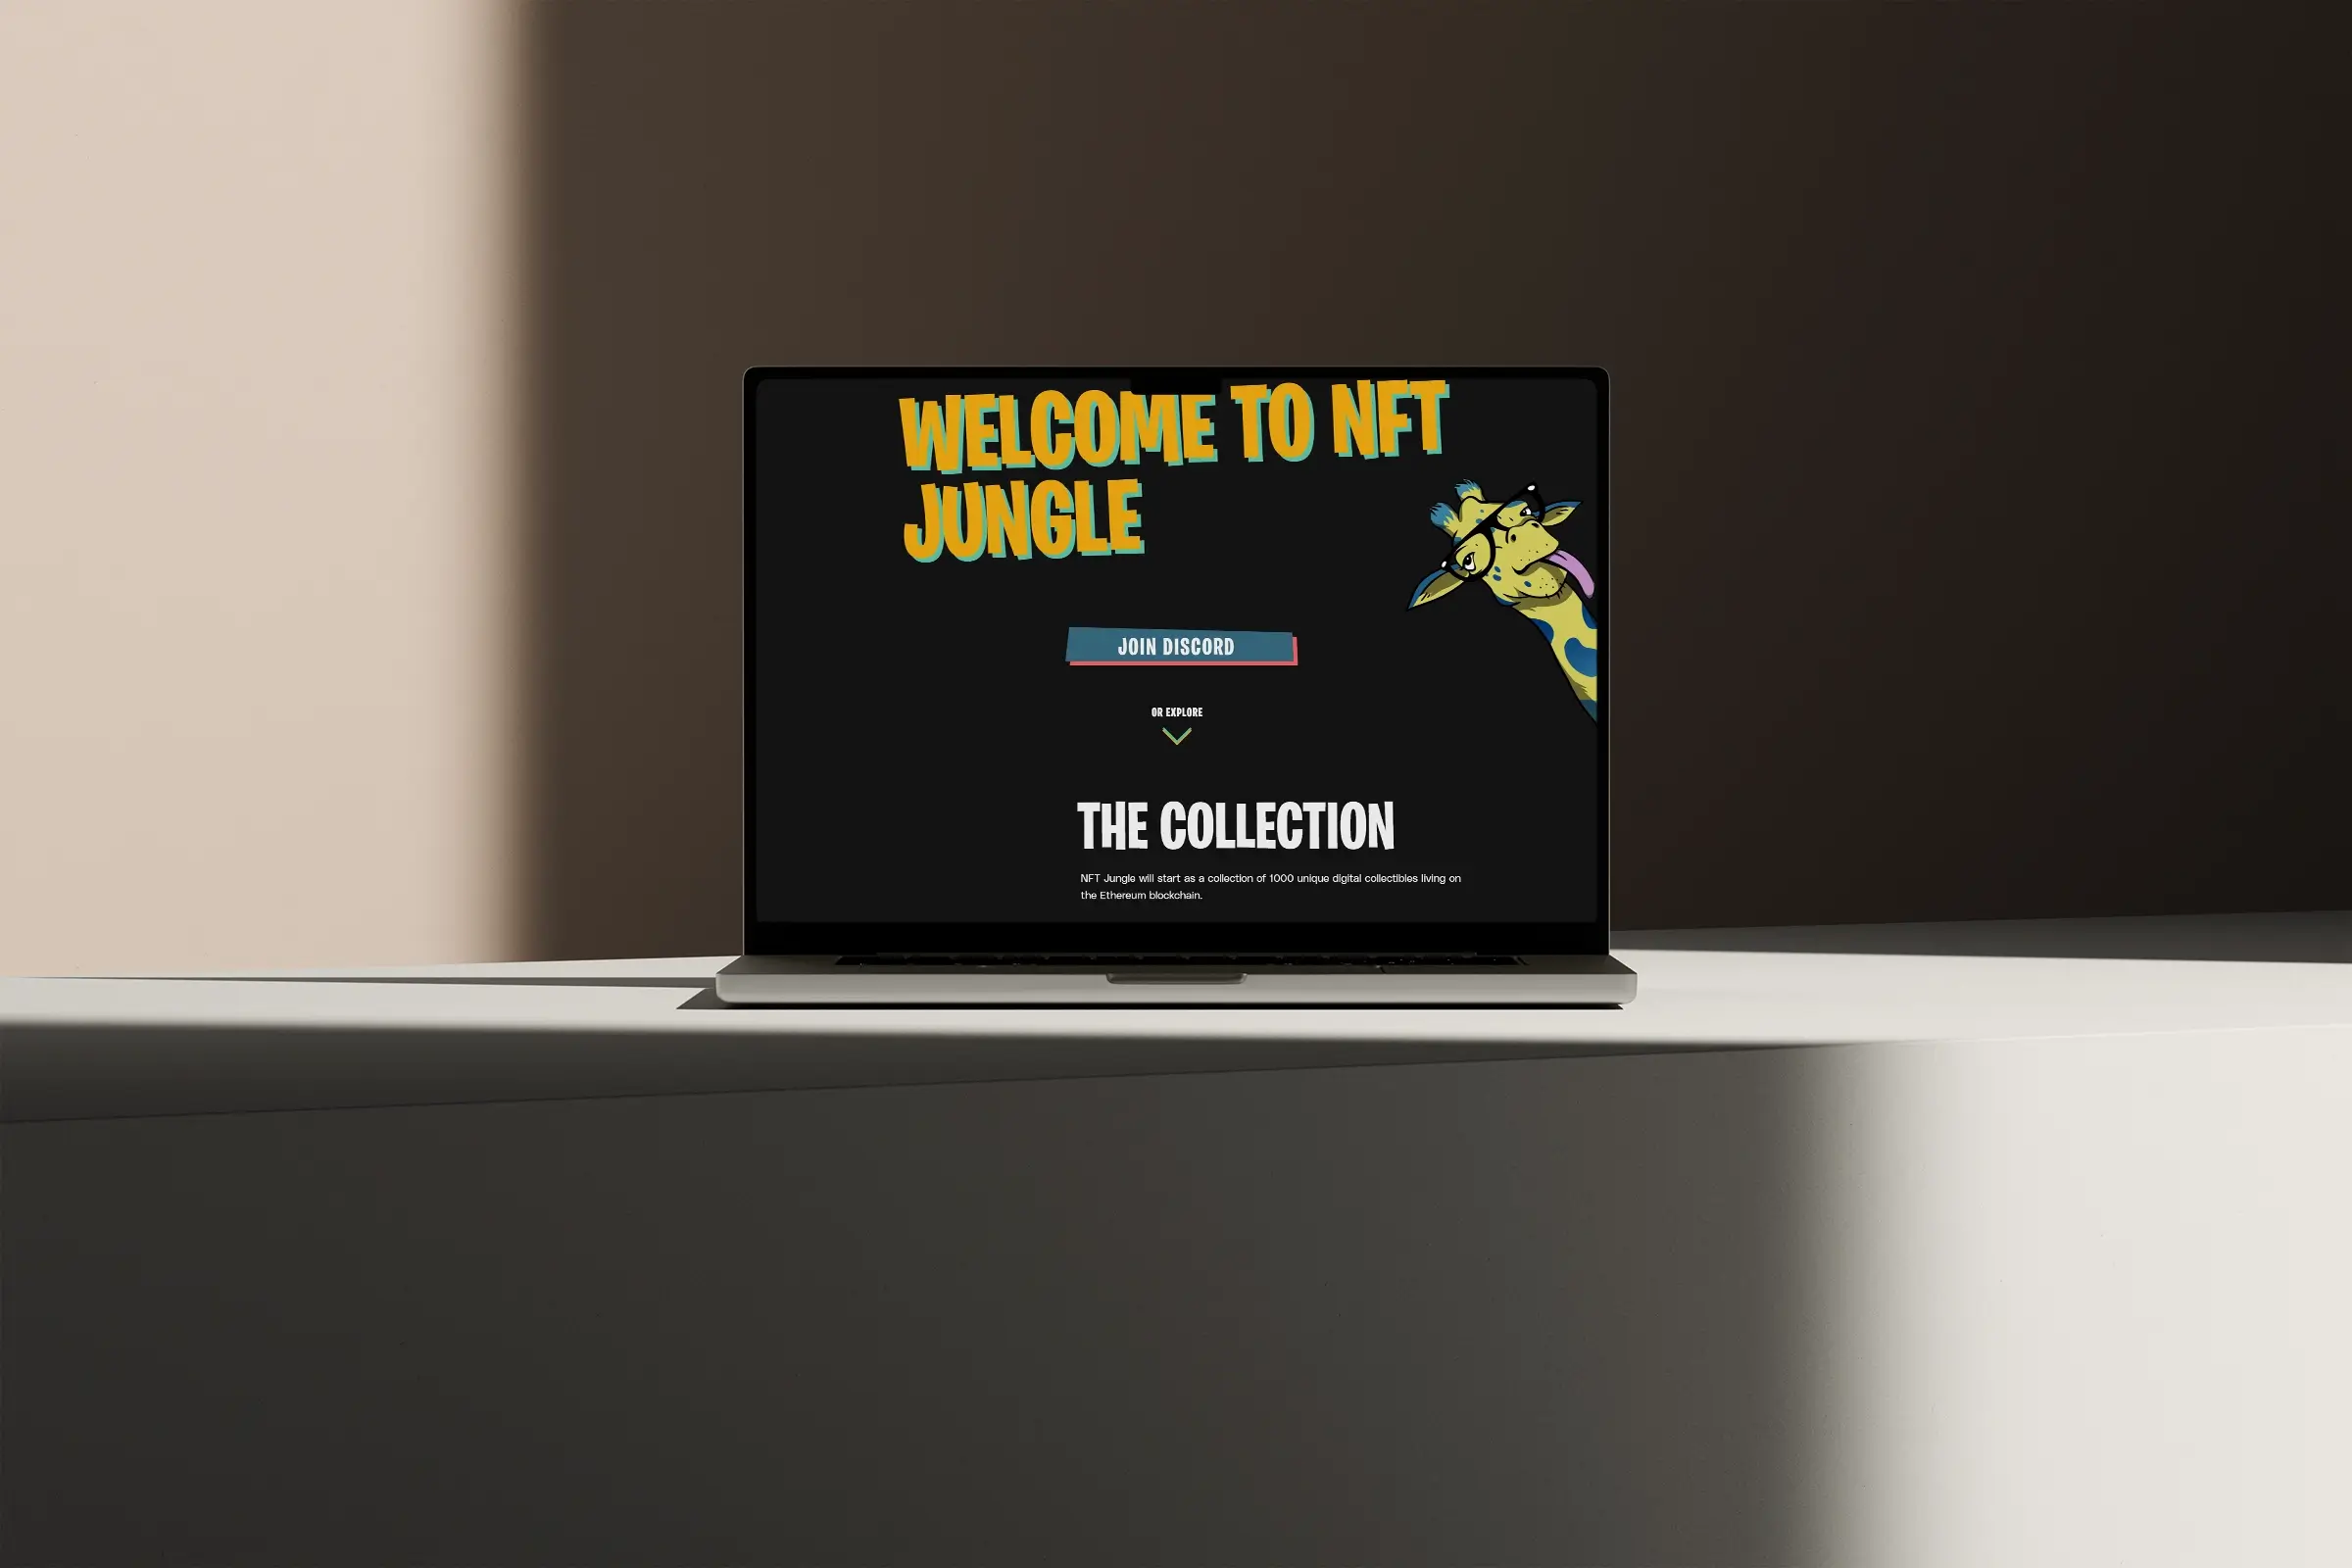 WELCOME TO NFT
JUNGLE
JOIN DISCORD
OR EXPLORE
THE COLLECTION
NFT Jungle will start as a collection of 1000 unique digital collectibles living on
the Ethereum blockchain.